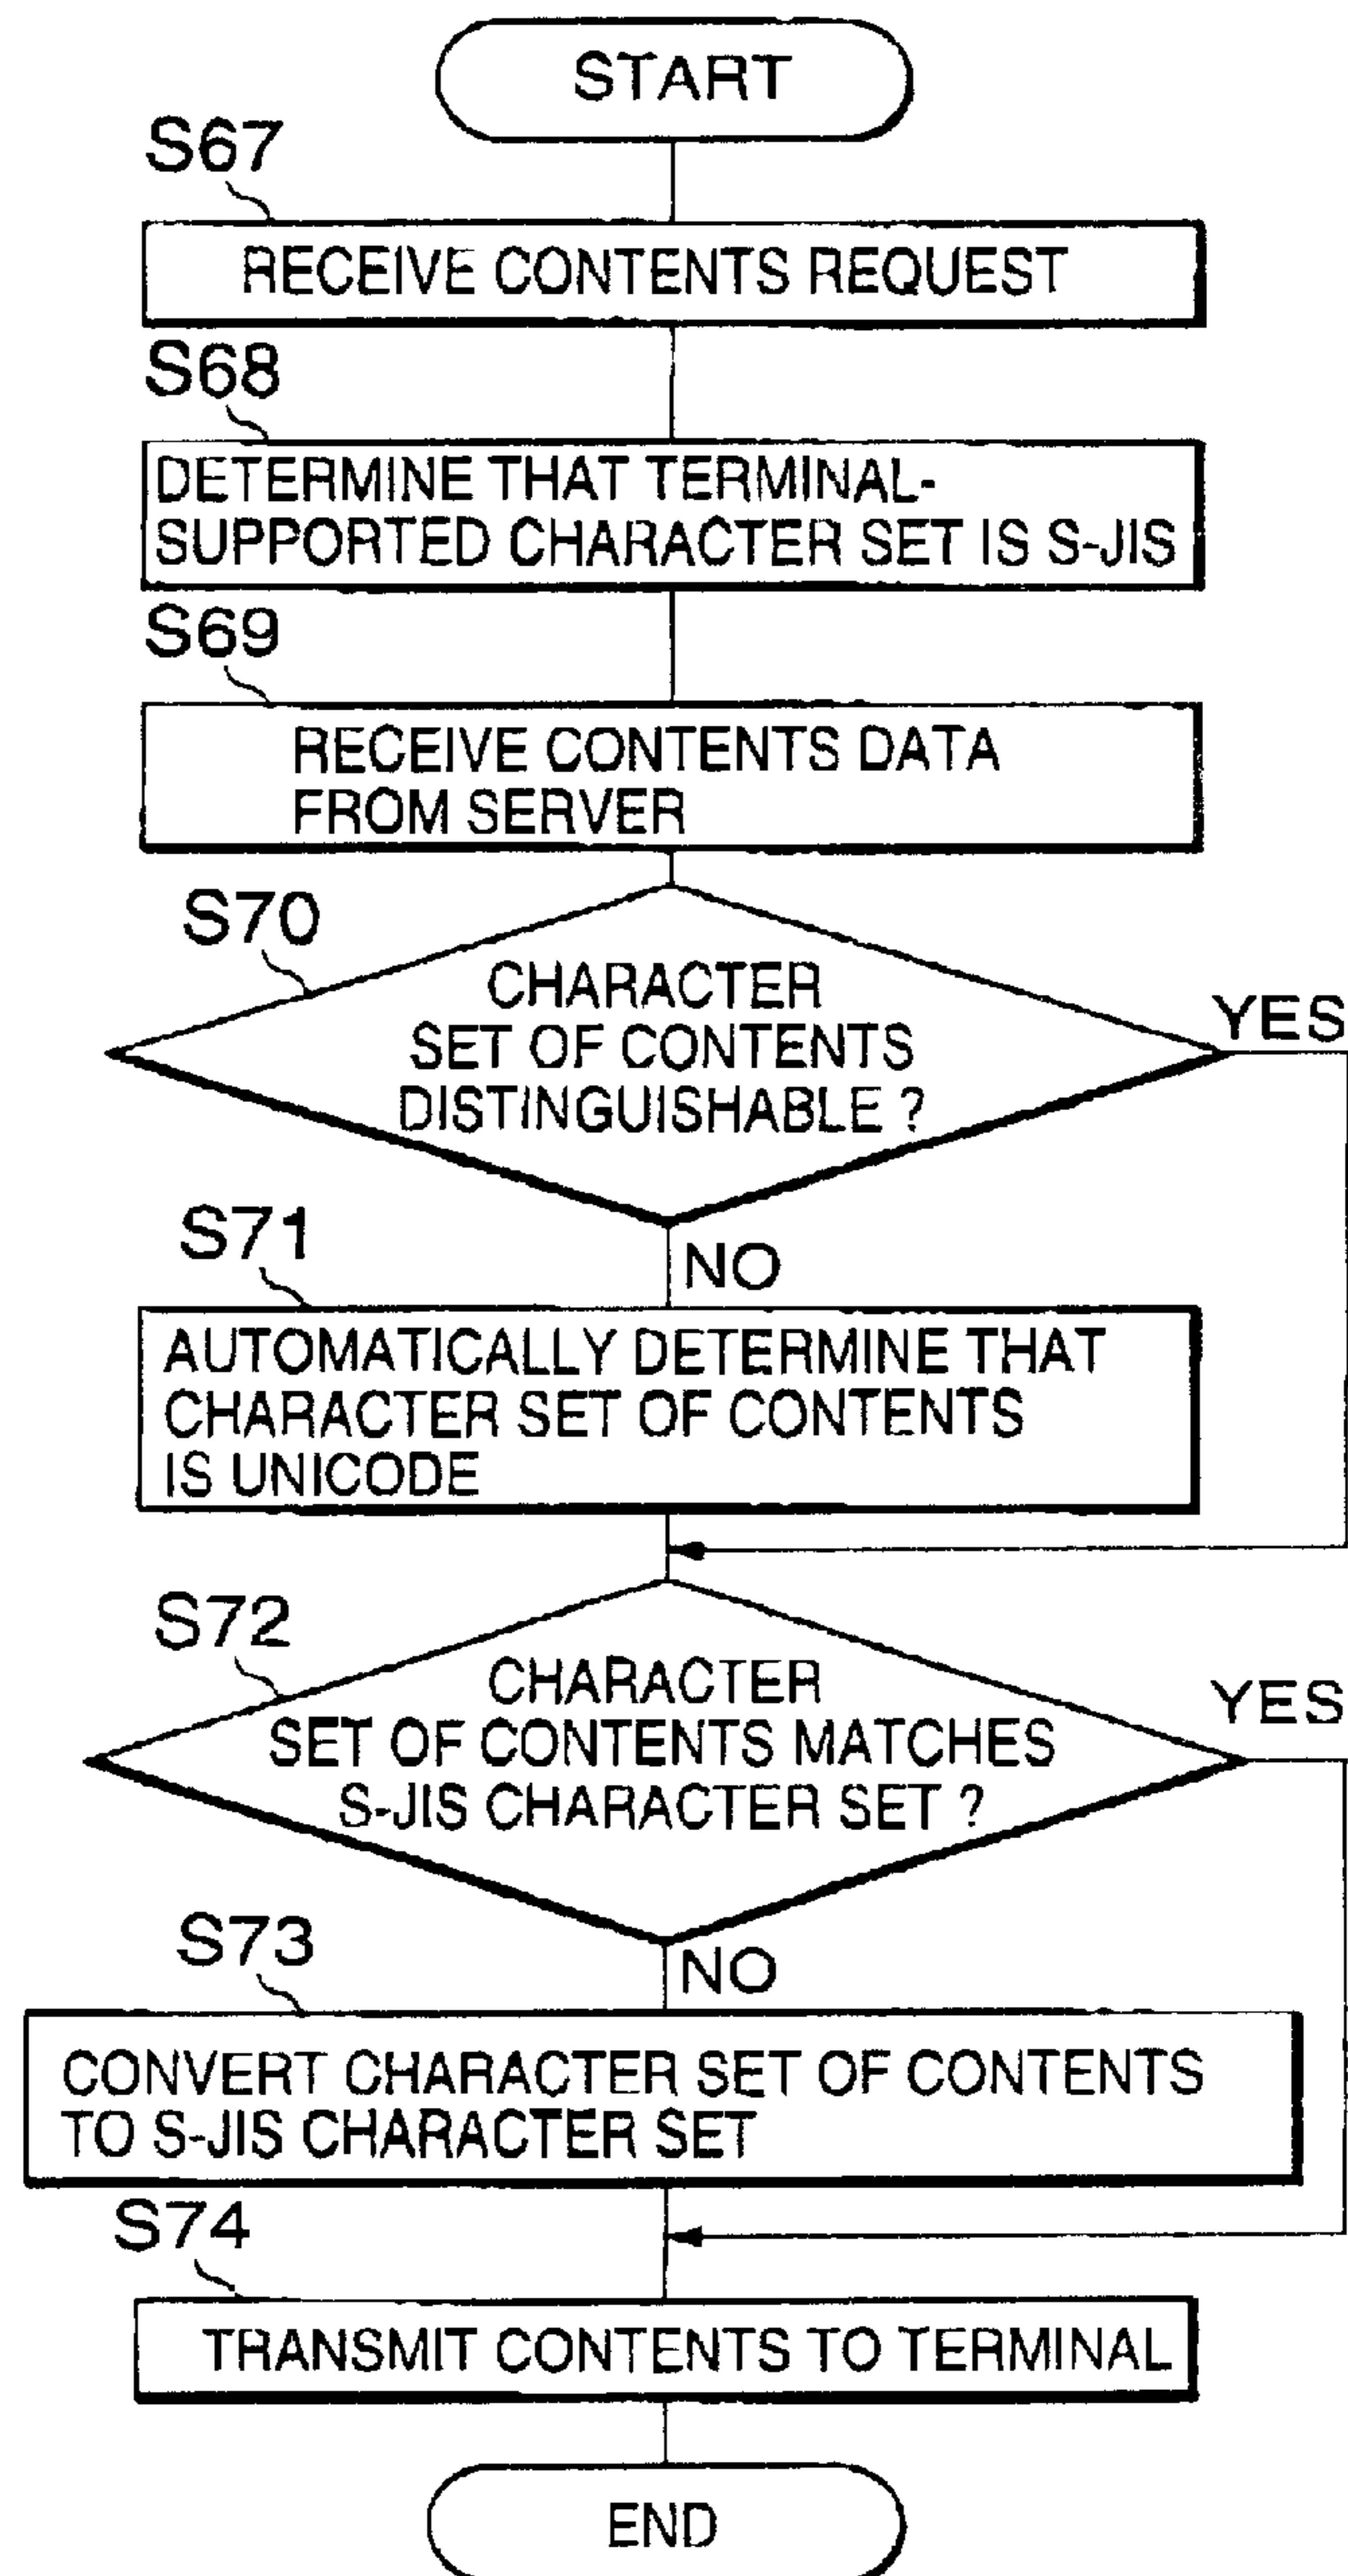 START
S67
RECEIVE CONTENTS REQUEST
S68
DETERMINE THAT TERMINAL-
SUPPORTED CHARACTER SET IS S-JIS
S69
RECEIVE CONTENTS DATA
FROM SERVER
S70
CHARACTER
SET OF CONTENTS
DISTINGUISHABLE ?
YES
S71
NO
AUTOMATICALLY DETERMINE THAT
CHARACTER SET OF CONTENTS
IS UNICODE
S72
CHARACTER
SET OF CONTENTS MATCHES
S-JIS CHARACTER SET ?
YES
S73
NO
CONVERT CHARACTER SET OF CONTENTS
TO S-JIS CHARACTER SET
S74
TRANSMIT CONTENTS TO TERMINAL
END